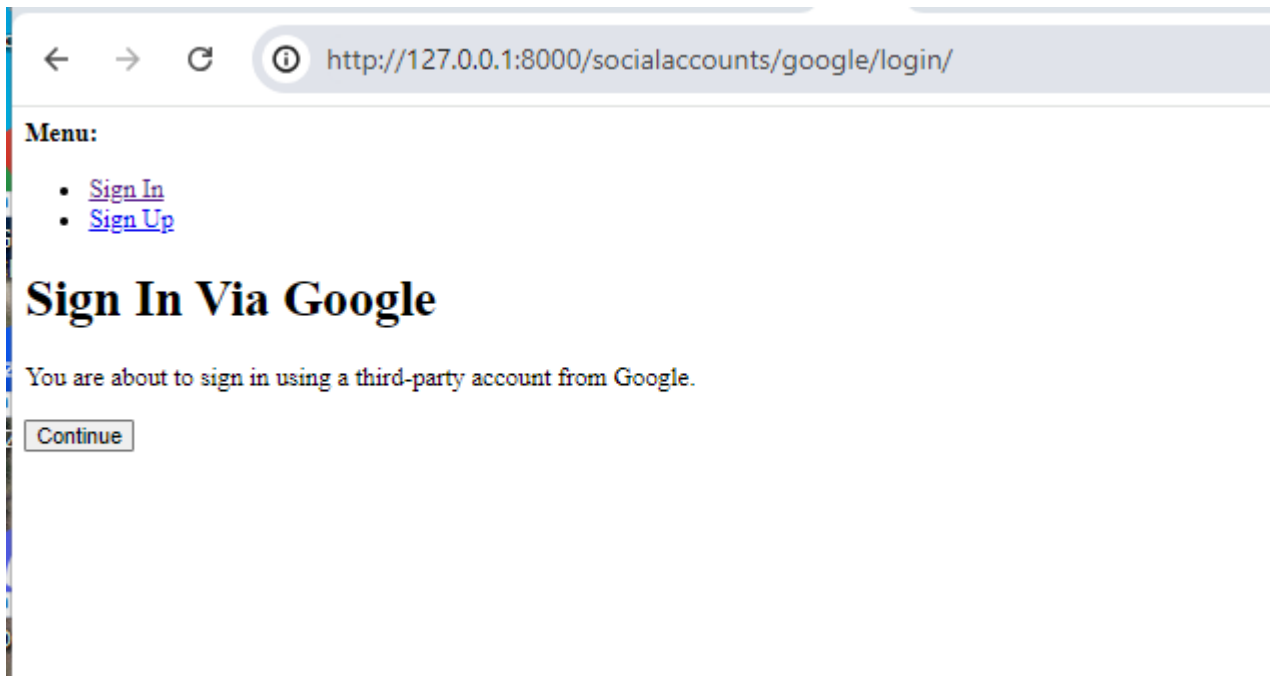 http://127.0.0.1:8000/socialaccounts/google/login/
Menu:
Sign In
Sign Up
Sign In Via Google
You are about to sign in using a third-party account from Google.
Continue